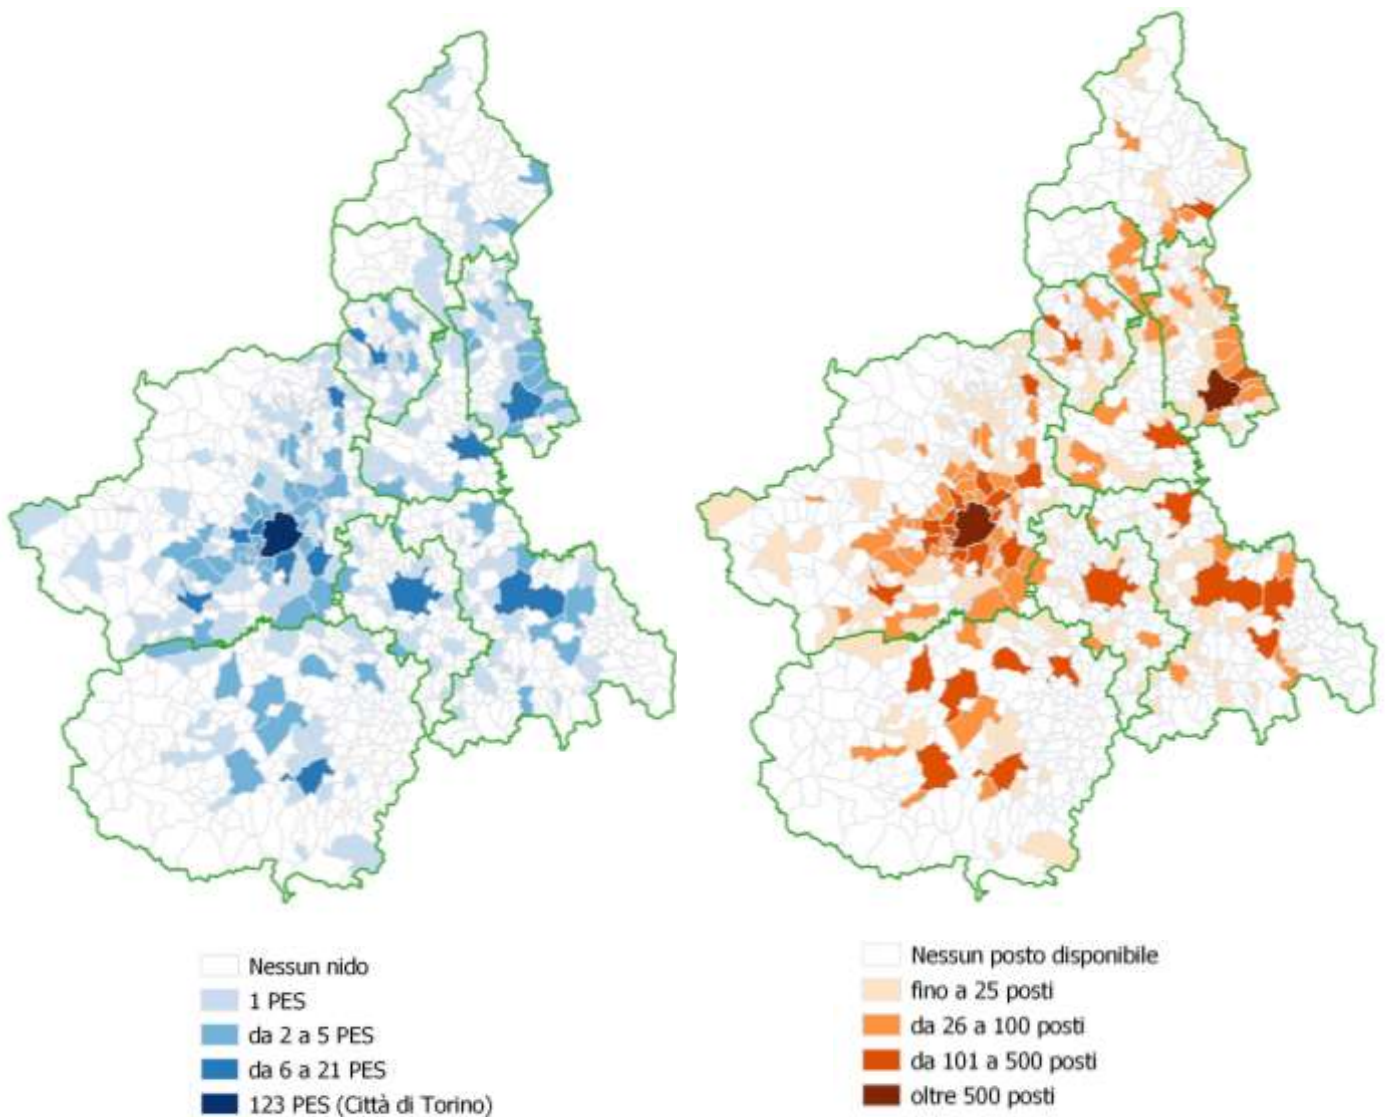 Nessun nido
1 PES
da 2 a 5 PES
da 6 a 21 PES
123 PES (Città di Torino)
Nessun posto disponibile
fino a 25 posti
da 26 a 100 posti
da 101 a 500 posti
oltre 500 posti